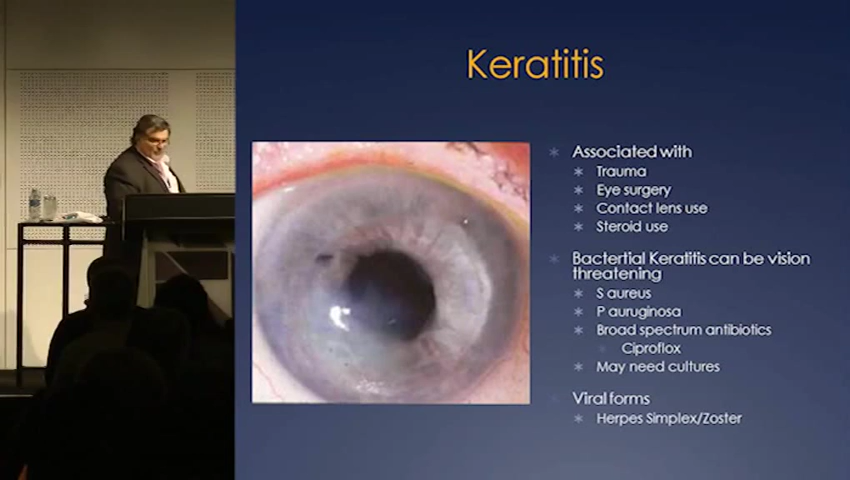 Keratitis
Associated with
Trauma
Eye surgery
Contact lens use
Steroid use
Bactertial Keratitis can be vision
threatening
S aureus
P auruginosa
Broad spectrum antibiotics
Ciproflox
May need cultures
Viral forms
Herpes Simplex/Zoster